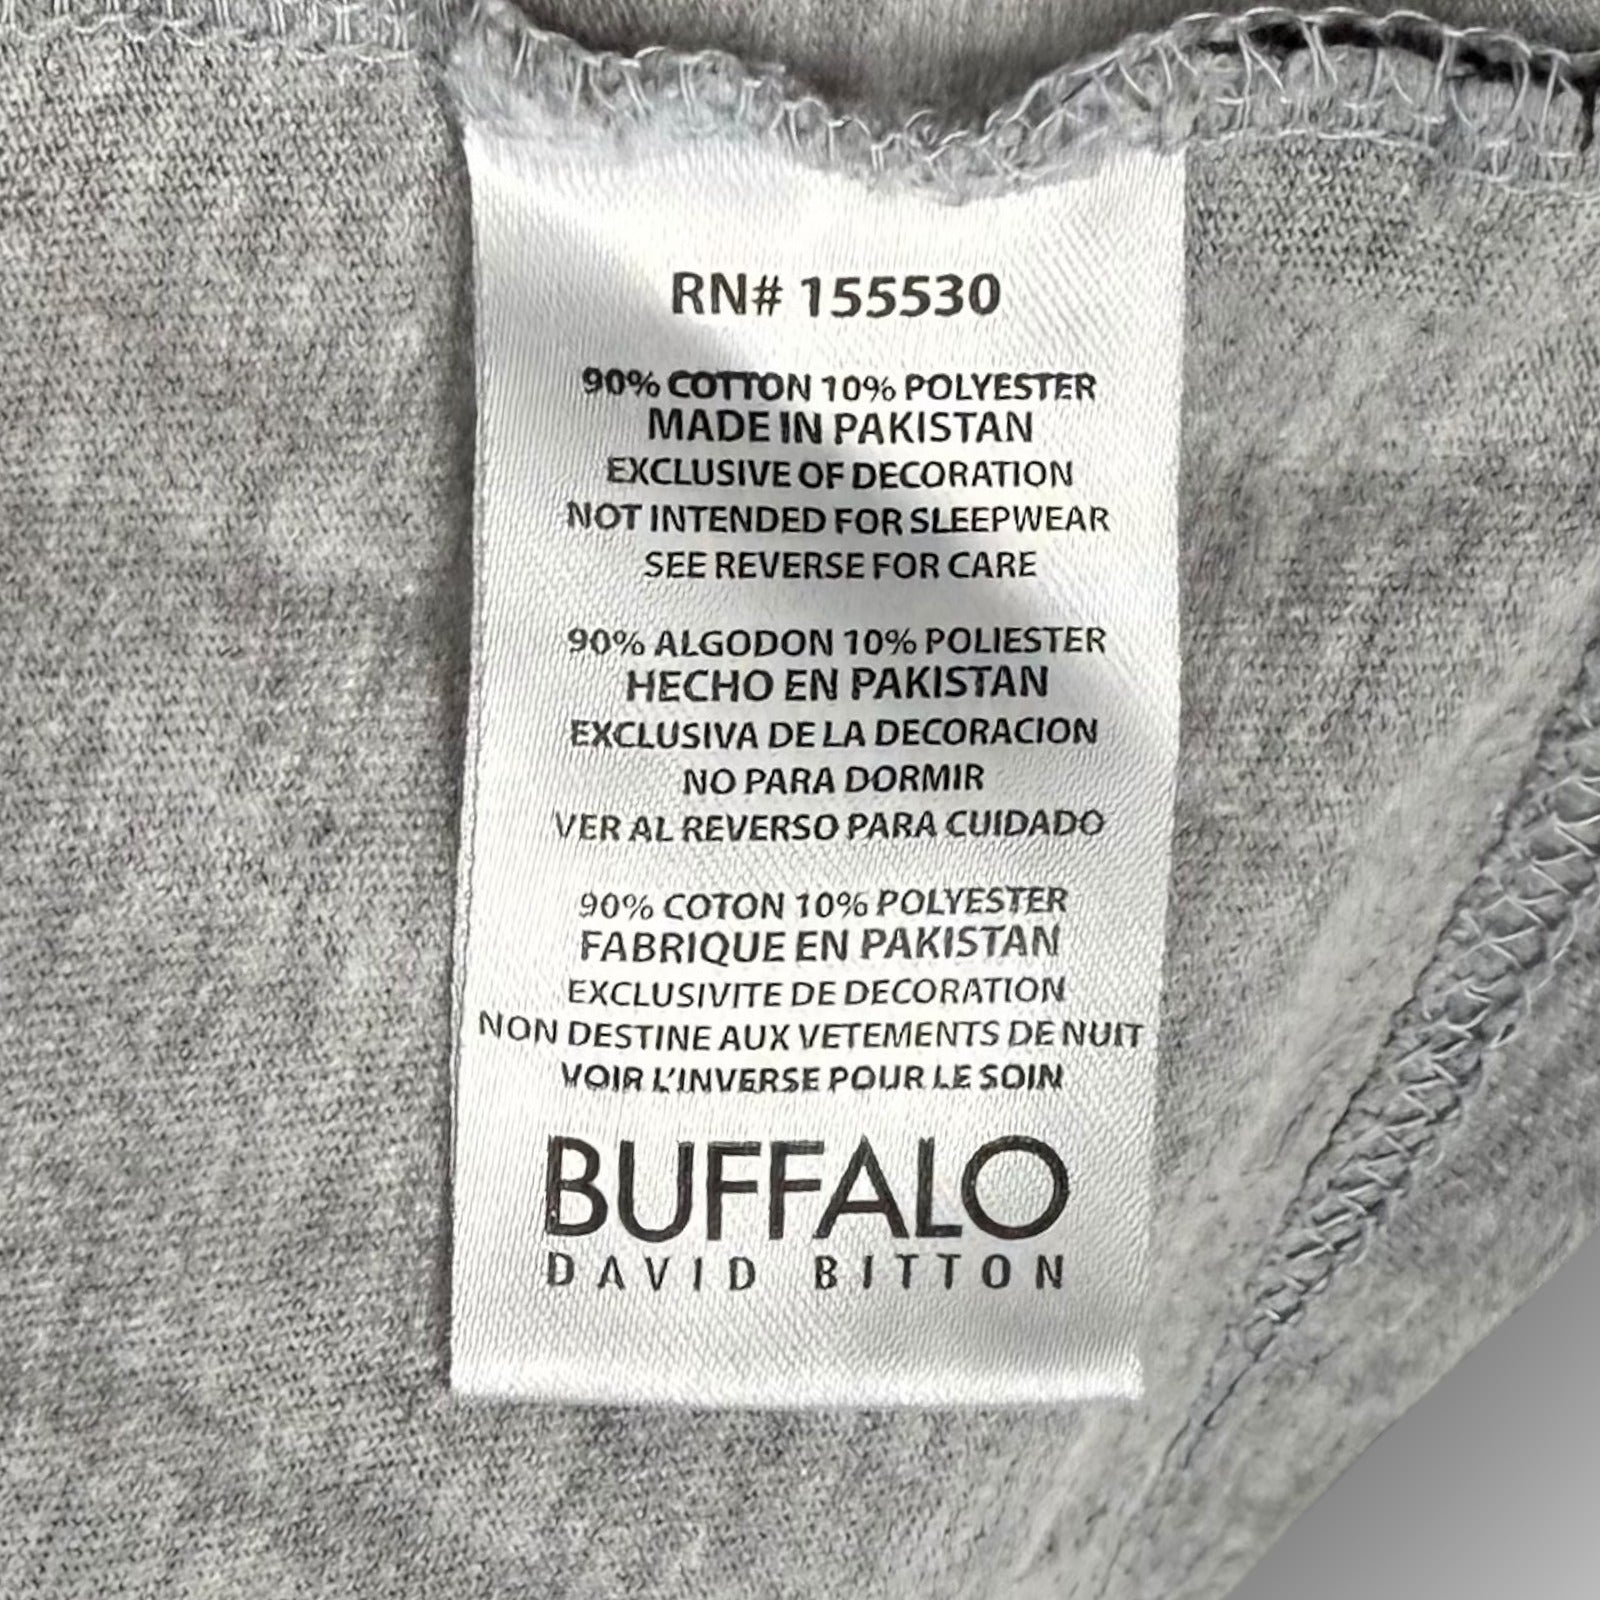 RN# 155530
90% COTTON 10% POLYESTER
MADE IN PAKISTAN
EXCLUSIVE OF DECORATION
NOT INTENDED FOR SLEEPWEAR
SEE REVERSE FOR CARE
90% ALGODON 10% POLIESTER
HECHO EN PAKISTAN
EXCLUSIVA DE LA DECORACION
NO PARA DORMIR
VER AL REVERSO PARA CUIDADO
90% COTON 10% POLYESTER
FABRIQUE EN PAKISTAN
EXCLUSIVITE DE DECORATION
NON DESTINE AUX VETEMENTS DE NUIT
VOIR L'INVERSE POUR LE SOIN
BUFFALO
DAVID BITTON